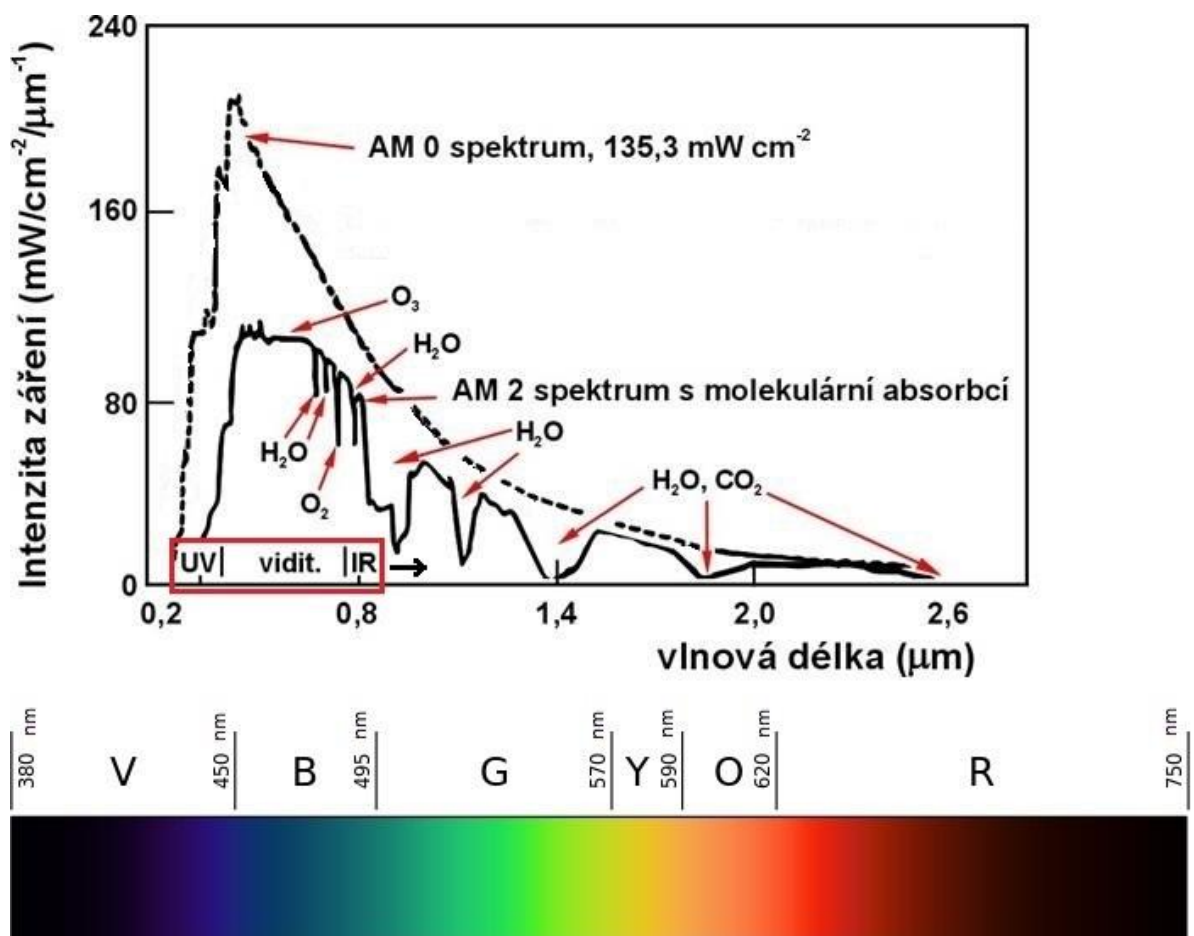 240
160
80
0
Intenzita záření (mW/cm⁻²/μm⁻¹)
AM 0 spektrum, 135,3 mW cm⁻²
O₃
H₂O
AM 2 spektrum s molekulární absorbcí
H₂O
H₂O
O₂
H₂O, CO₂
UV vidit. IR
0,2 0,8 1,4 2,0 2,6
vlnová délka (μm)
380 nm V 450 nm B 495 nm G 570 nm Y 590 nm O 620 nm R 750 nm